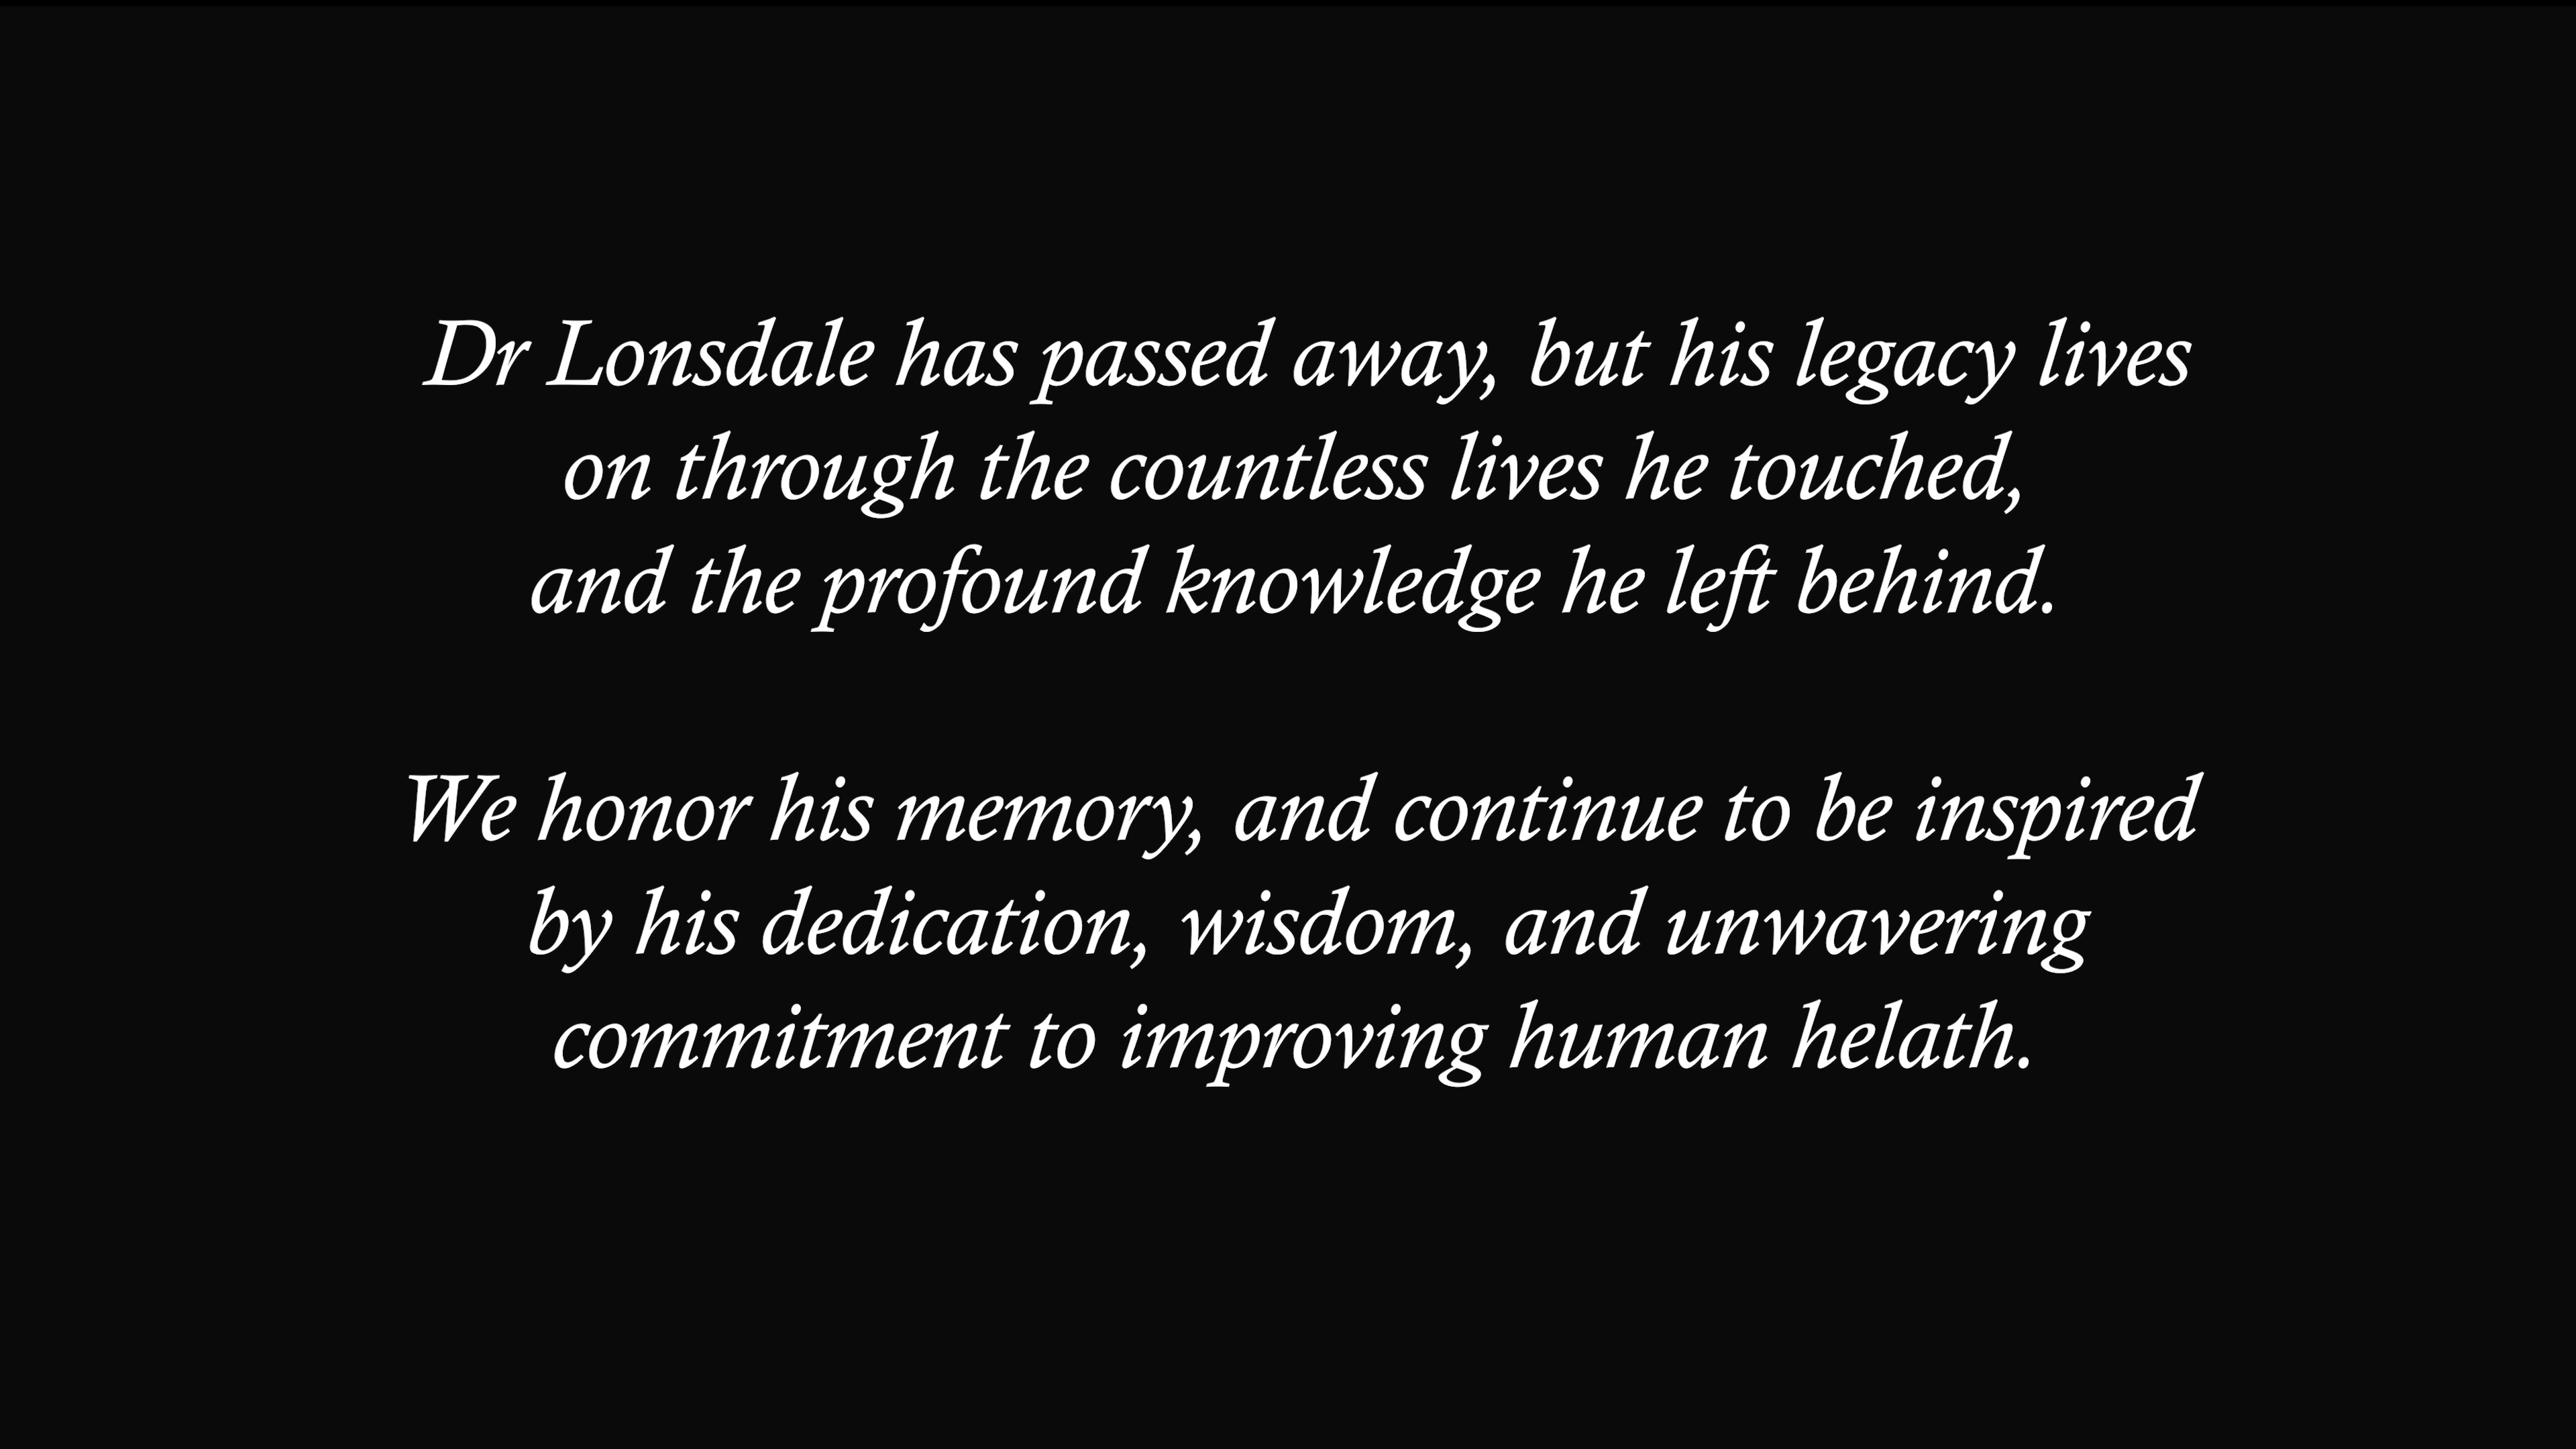 Dr Lonsdale has passed away, but his legacy lives
on through the countless lives he touched,
and the profound knowledge he left behind.
We honor his memory, and continue to be inspired
by his dedication, wisdom, and unwavering
commitment to improving human helath.